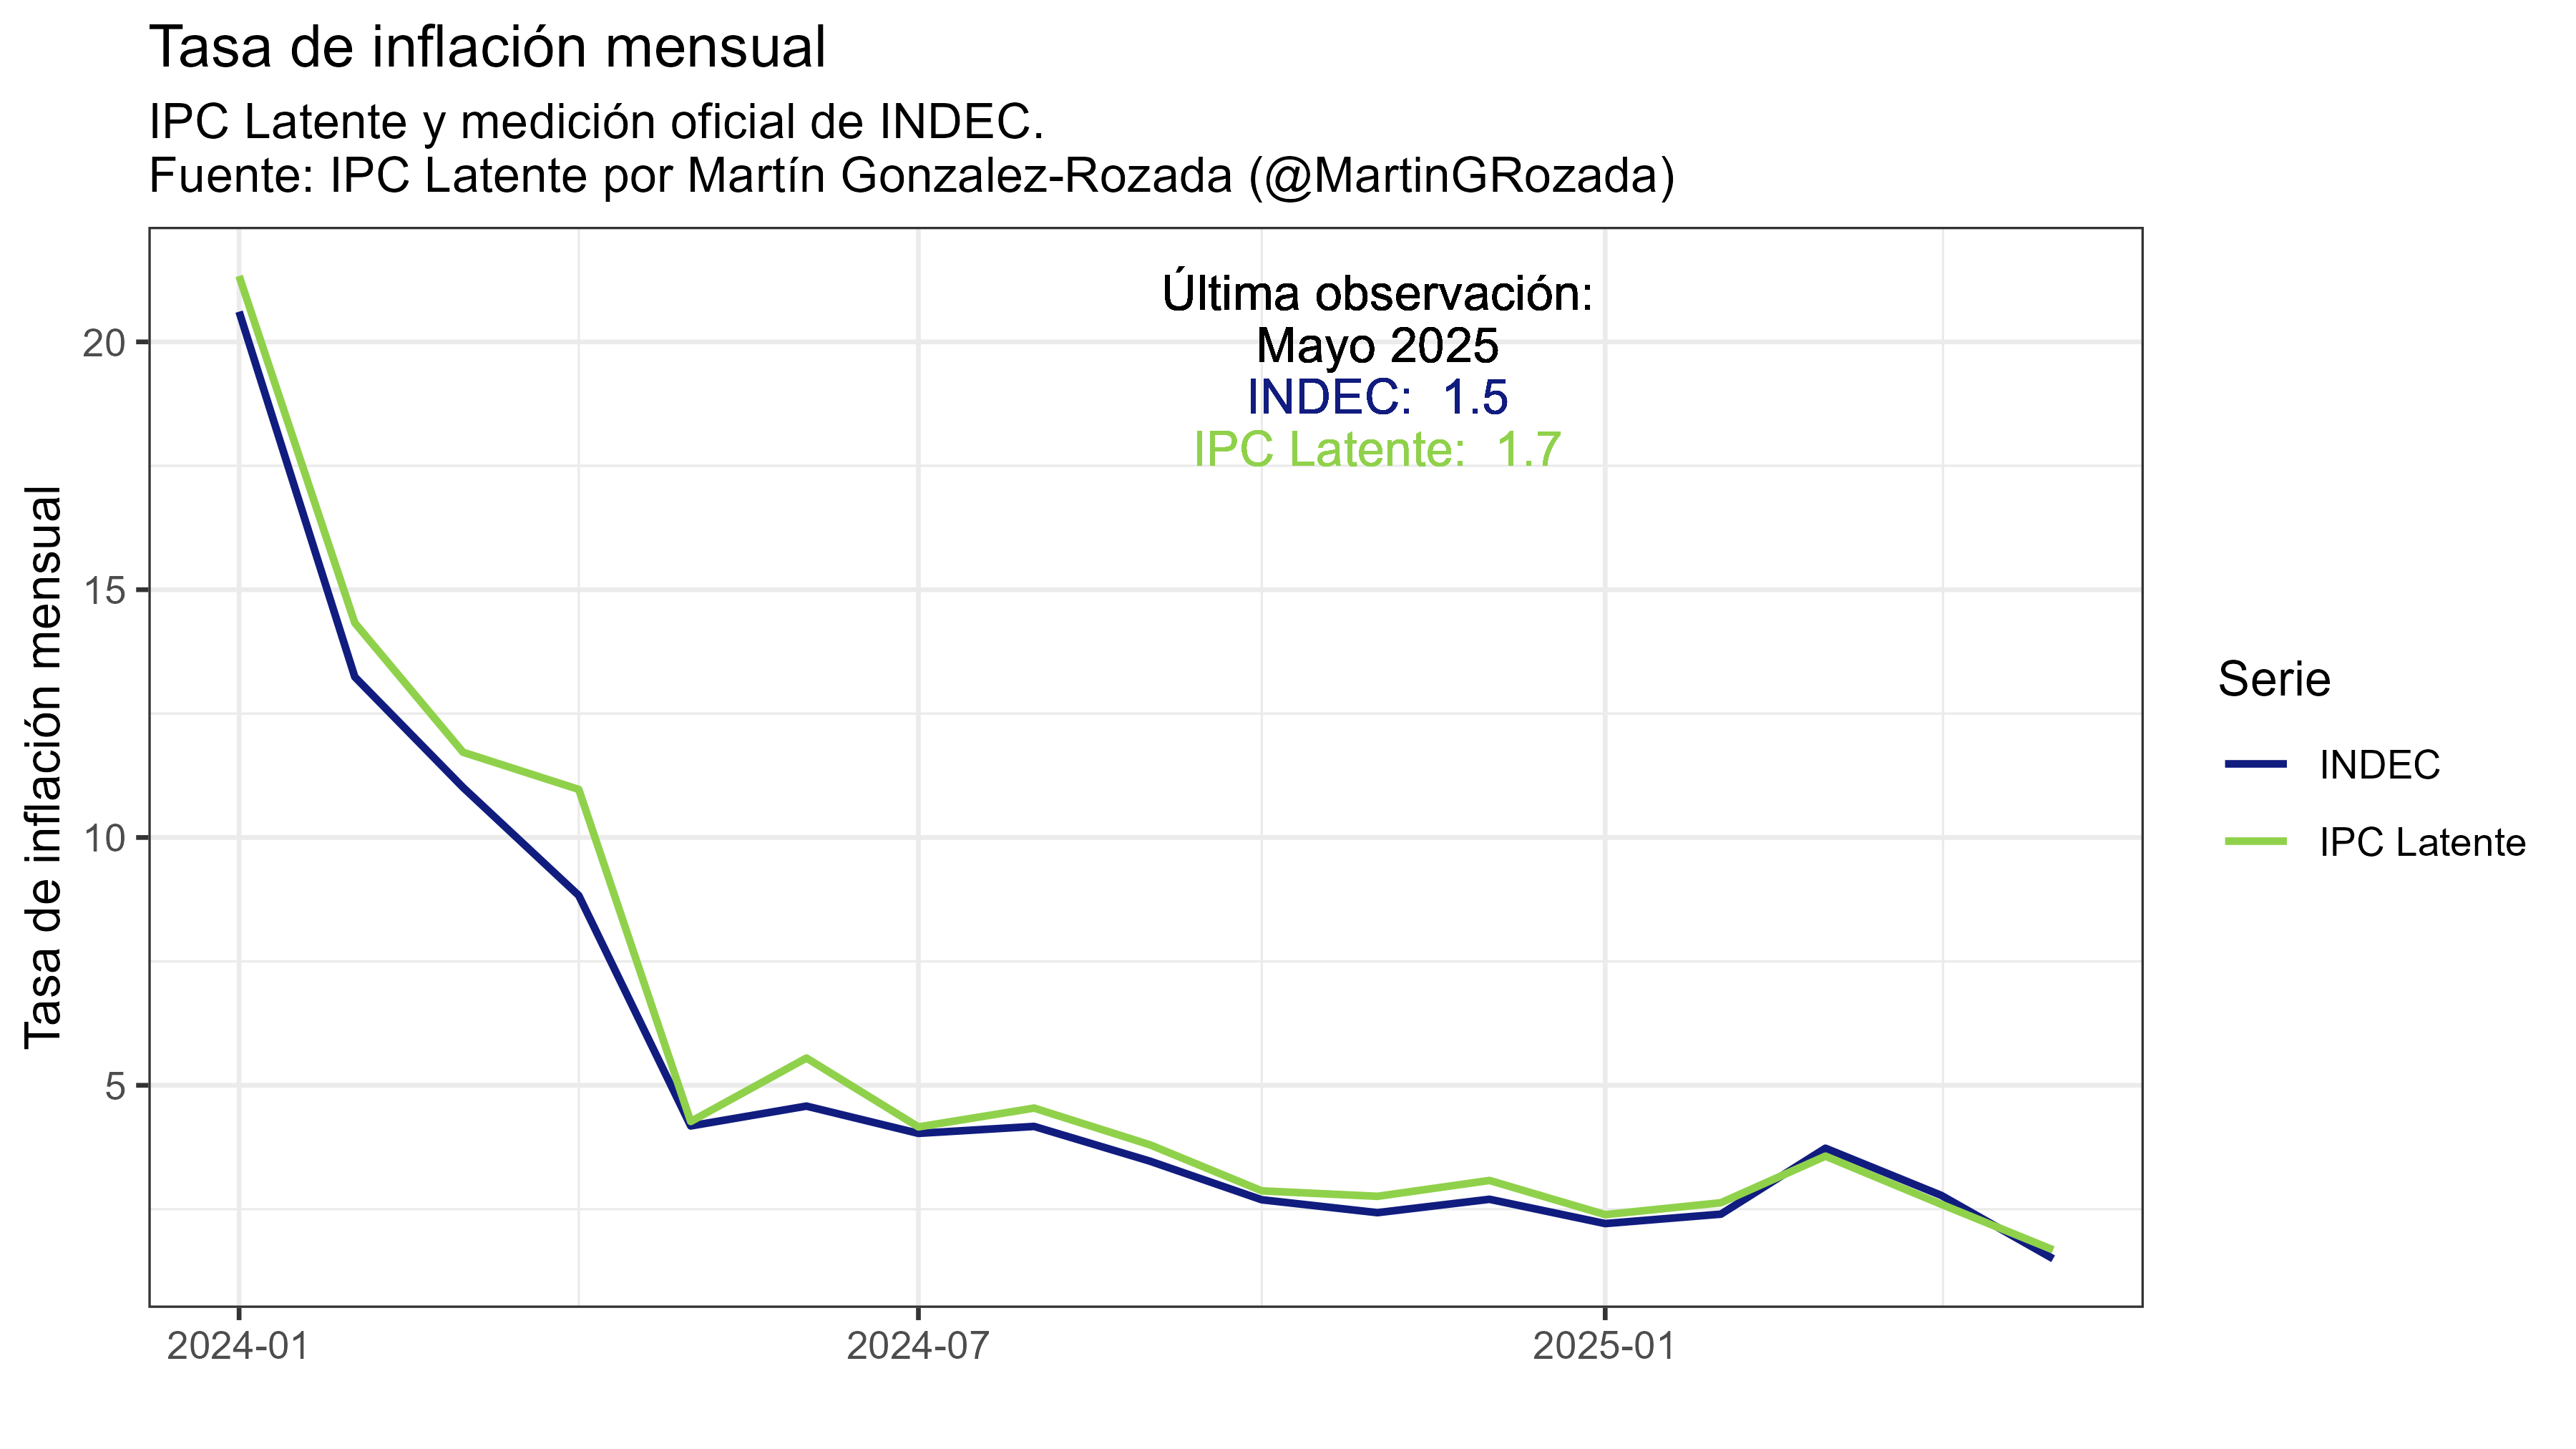 Tasa de inflación mensual
IPC Latente y medición oficial de INDEC.
Fuente: IPC Latente por Martín Gonzalez-Rozada (@MartinGRozada)
Última observación:
Mayo 2025
INDEC: 1.5
IPC Latente: 1.7
Tasa de inflación mensual
20
15
10
5
2024-01
2024-07
2025-01
Serie
INDEC
IPC Latente